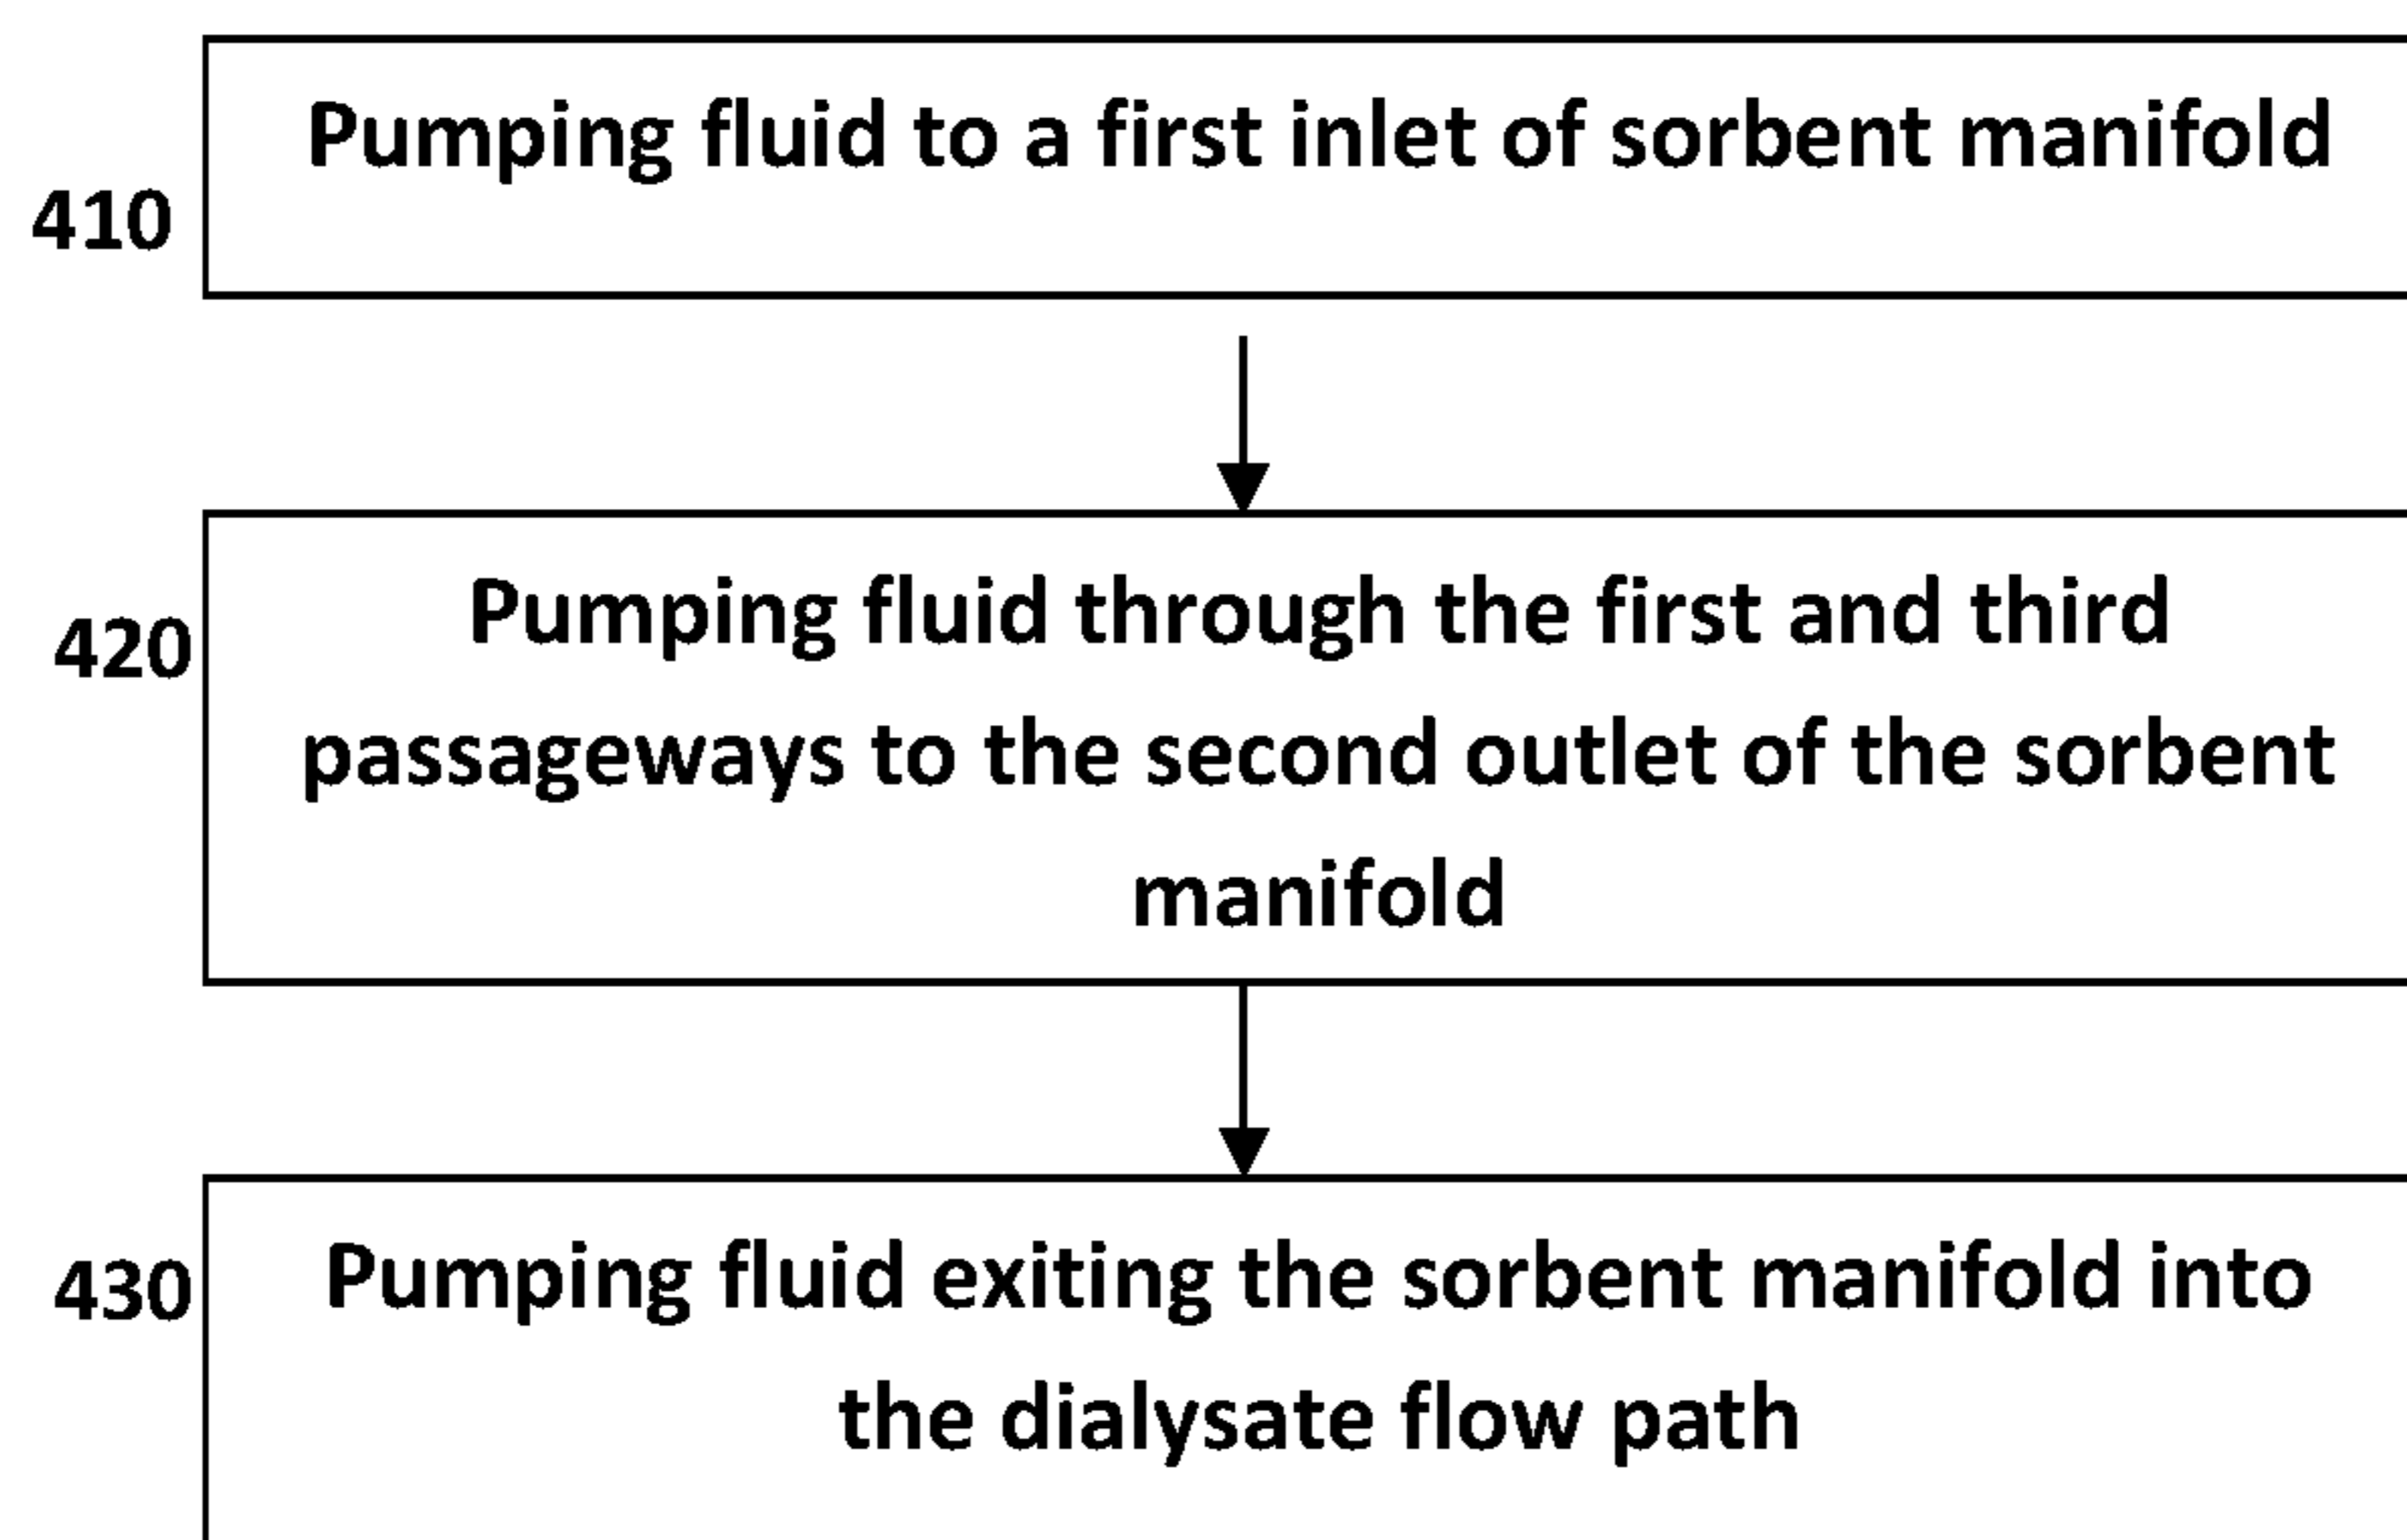 Pumping fluid to a first inlet of sorbent manifold
410
Pumping fluid through the first and third
420
passageways to the second outlet of the sorbent
manifold
Pumping fluid exiting the sorbent manifold into
430
the dialysate flow path